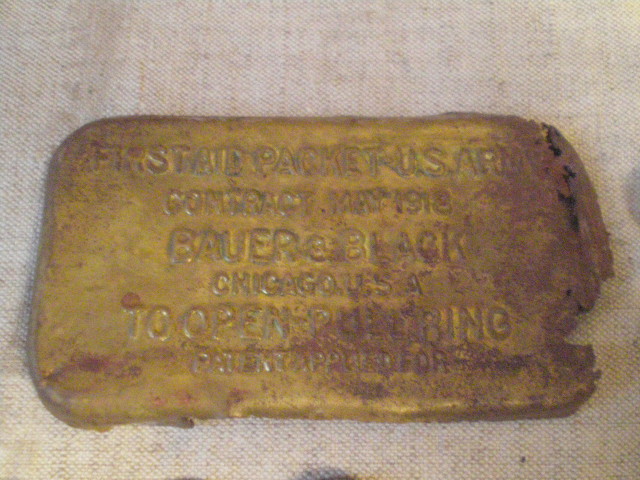 FIRST AID PACKET-U.S. ARMY
CONTRACT MAY 1918
BAUER & BLACK
CHICAGO. U.S.A
TO OPEN-PULL RING
PATENT APPLIED FOR